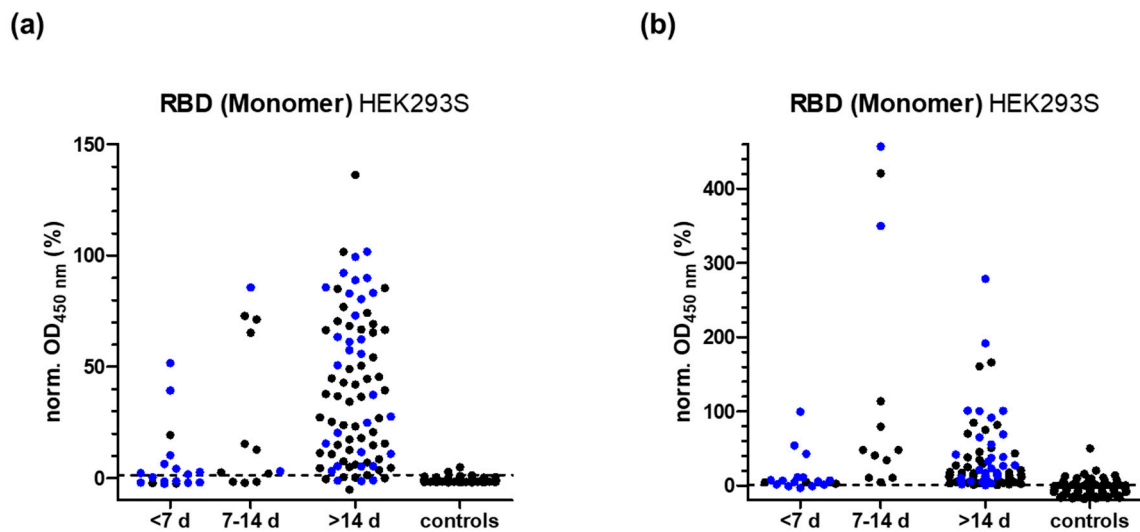 (a)
(b)
RBD (Monomer) HEK293S
norm. OD450 nm (%)
150
100
50
0
<7 d
7-14 d
>14 d
controls
RBD (Monomer) HEK293S
norm. OD450 nm (%)
400
300
200
100
0
<7 d
7-14 d
>14 d
controls